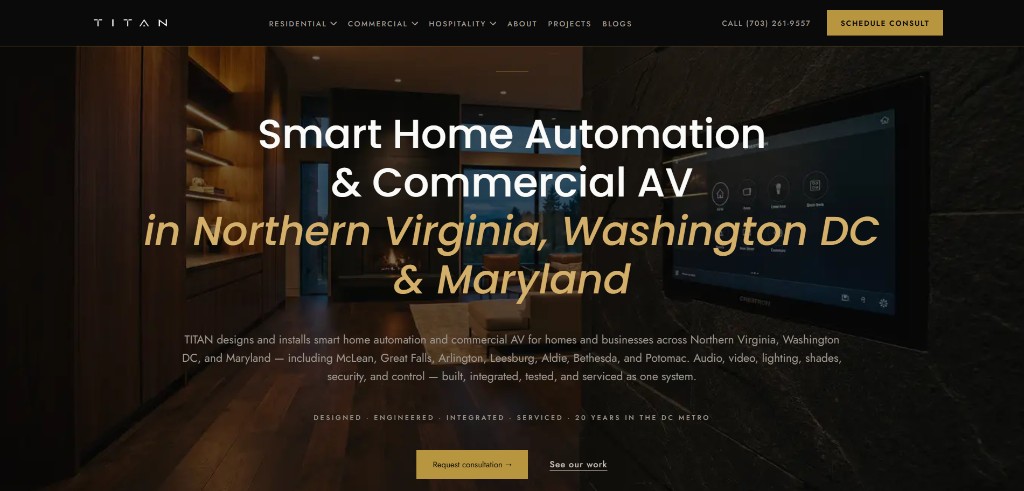 TITAN
RESIDENTIAL
COMMERCIAL
HOSPITALITY
ABOUT
PROJECTS
BLOGS
CALL (703) 261-9557
SCHEDULE CONSULT
Smart Home Automation
& Commercial AV
in Northern Virginia, Washington DC
& Maryland
TITAN designs and installs smart home automation and commercial AV for homes and businesses across Northern Virginia, Washington
DC, and Maryland — including McLean, Great Falls, Arlington, Leesburg, Aldie, Bethesda, and Potomac. Audio, video, lighting, shades,
security, and control — built, integrated, tested, and serviced as one system.
DESIGNED · ENGINEERED · INTEGRATED · SERVICED · 20 YEARS IN THE DC METRO
Request consultation →
See our work